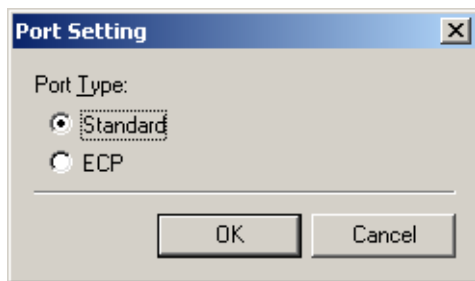 Port Setting
Port Type:
Standard
ECP
OK
Cancel